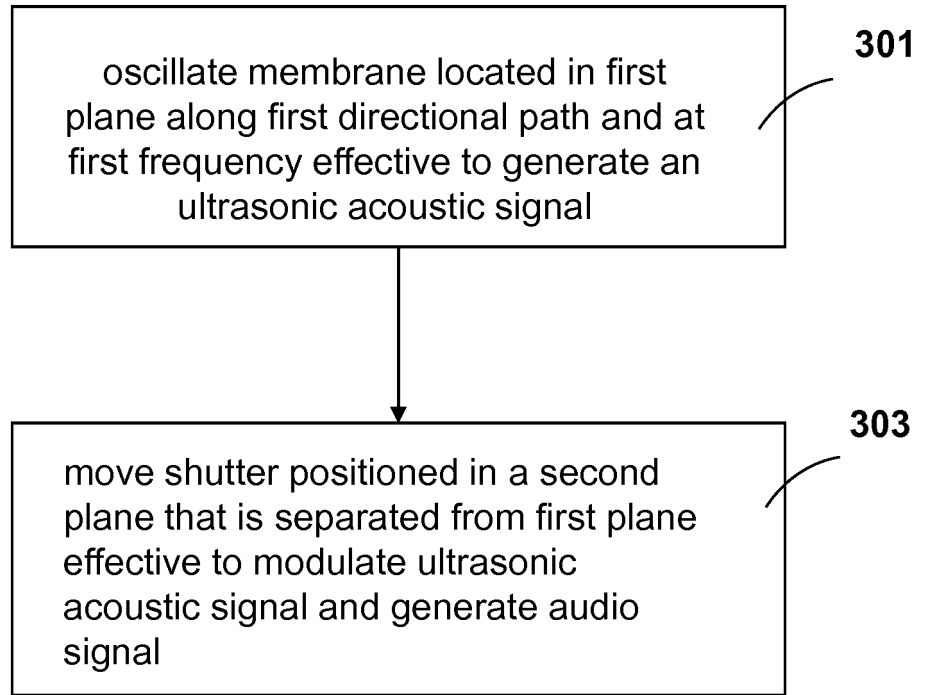 301
oscillate membrane located in first
plane along first directional path and at
first frequency effective to generate an
ultrasonic acoustic signal
303
move shutter positioned in a second
plane that is separated from first plane
effective to modulate ultrasonic
acoustic signal and generate audio
signal